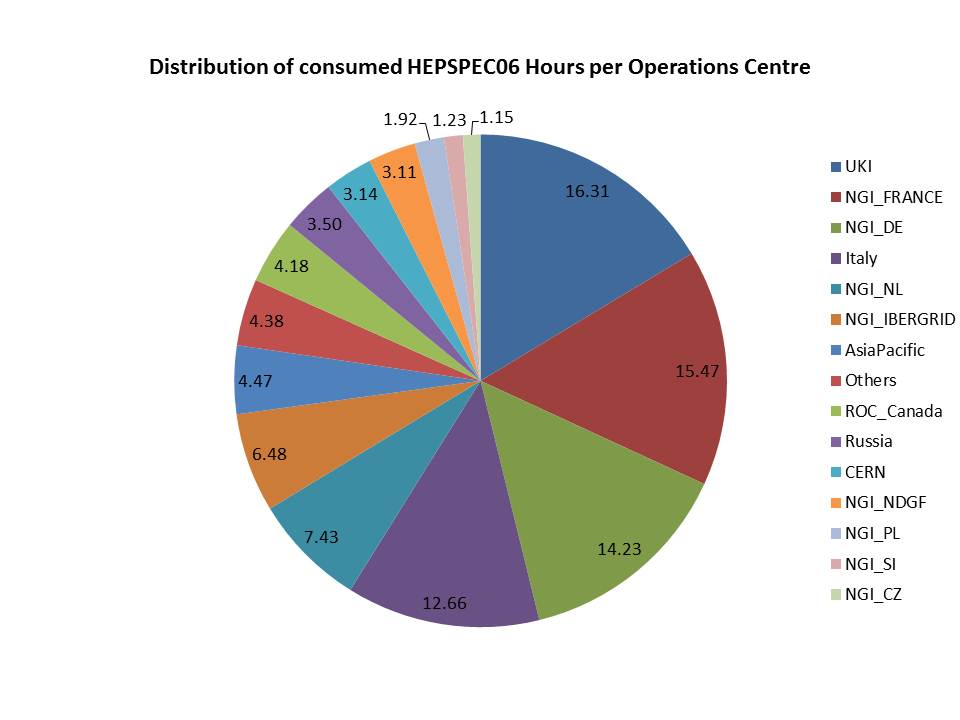 Distribution of consumed HEPSPEC06 Hours per Operations Centre
16.31
15.47
14.23
12.66
7.43
6.48
4.47
4.38
4.18
3.50
3.14
3.11
1.92
1.23
1.15
UKI
NGI_FRANCE
NGI_DE
Italy
NGI_NL
NGI_IBERGRID
AsiaPacific
Others
ROC_Canada
Russia
CERN
NGI_NDGF
NGI_PL
NGI_SI
NGI_CZ